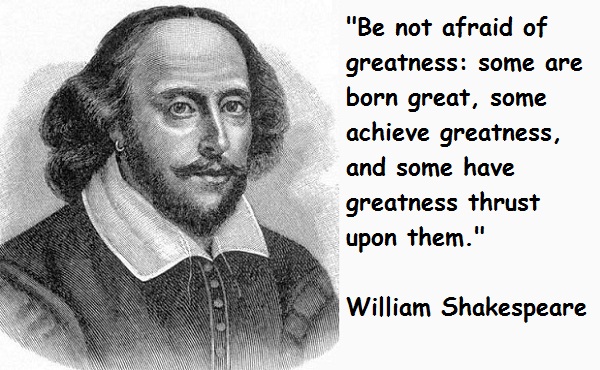 "Be not afraid of
greatness: some are
born great, some
achieve greatness,
and some have
greatness thrust
upon them."
William Shakespeare